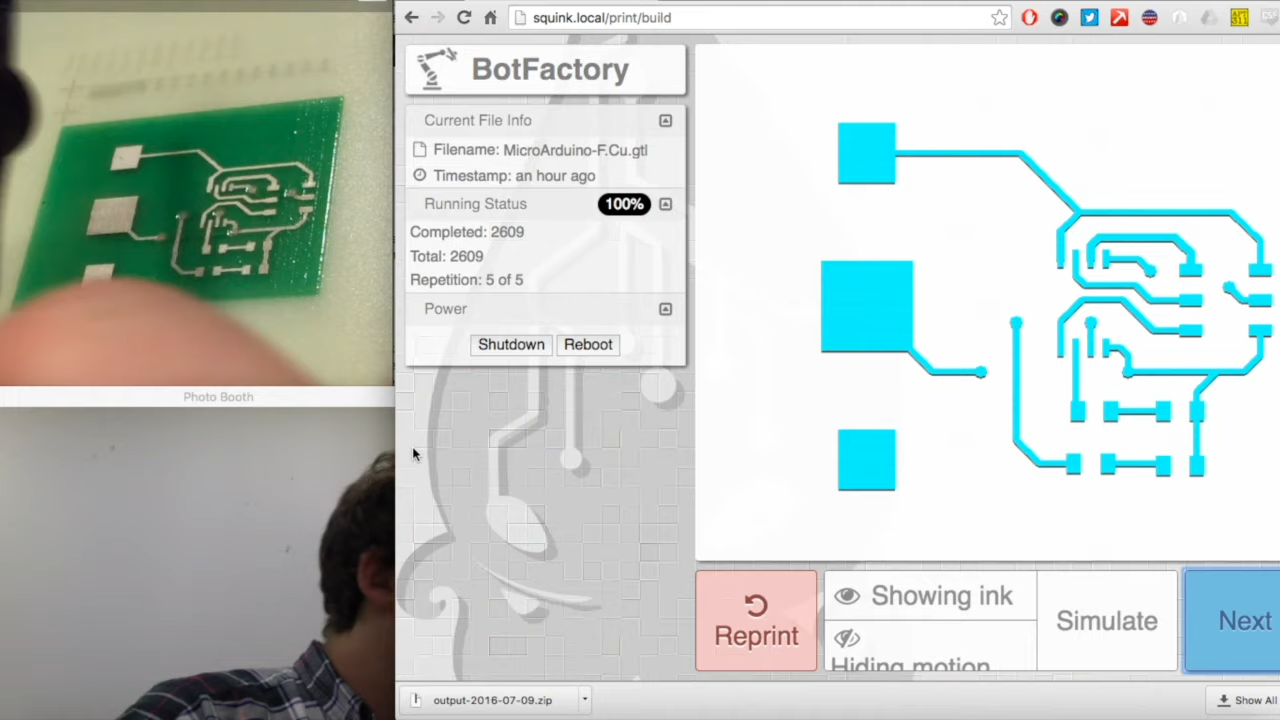 squink.local/print/build
BotFactory
Current File Info
Filename: MicroArduino-F.Cu.gtl
Timestamp: an hour ago
Running Status 100%
Completed: 2609
Total: 2609
Repetition: 5 of 5
Power
Shutdown Reboot
Photo Booth
Reprint
Showing ink
Hiding motion
Simulate
Next
output-2016-07-09.zip
Show All